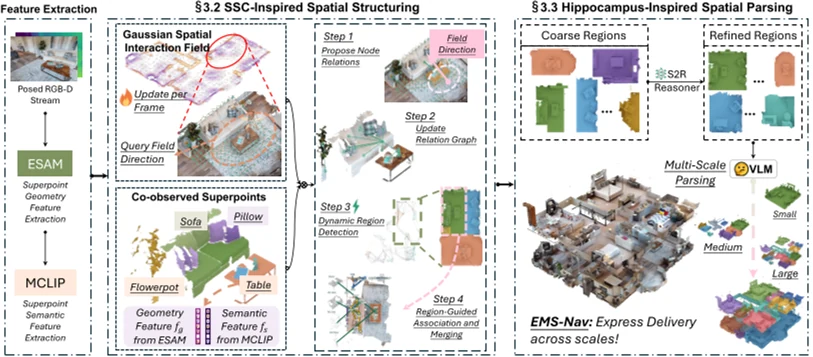 Feature Extraction
Posed RGB-D
Stream
ESAM
Superpoint
Geometry
Feature
Extraction
MCLIP
Superpoint
Semantic
Feature
Extraction
§3.2 SSC-Inspired Spatial Structuring
Gaussian Spatial
Interaction Field
Update per
Frame
Query Field
Direction
Co-observed Superpoints
Sofa
Pillow
Flowerpot
Table
Geometry
Feature fg
from ESAM
Semantic
Feature fs
from MCLIP
Step 1
Propose Node
Relations
Field
Direction
Step 2
Update
Relation Graph
Step 3
Dynamic Region
Detection
Step 4
Region-Guided
Association and
Merging
§3.3 Hippocampus-Inspired Spatial Parsing
Coarse Regions
Refined Regions
S2R
Reasoner
...
...
...
Multi-Scale
Parsing
VLM
Small
Medium
Large
EMS-Nav: Express Delivery
across scales!